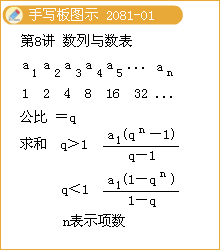 手写板图示 2081-01
第8讲 数列与数表
a₁ a₂ a₃ a₄ a₅ ··· aₙ
1 2 4 8 16 32 ...
公比 =q
求和 q>1 a₁(qⁿ-1)/q-1
q<1 a₁(1-qⁿ)/1-q
n表示项数